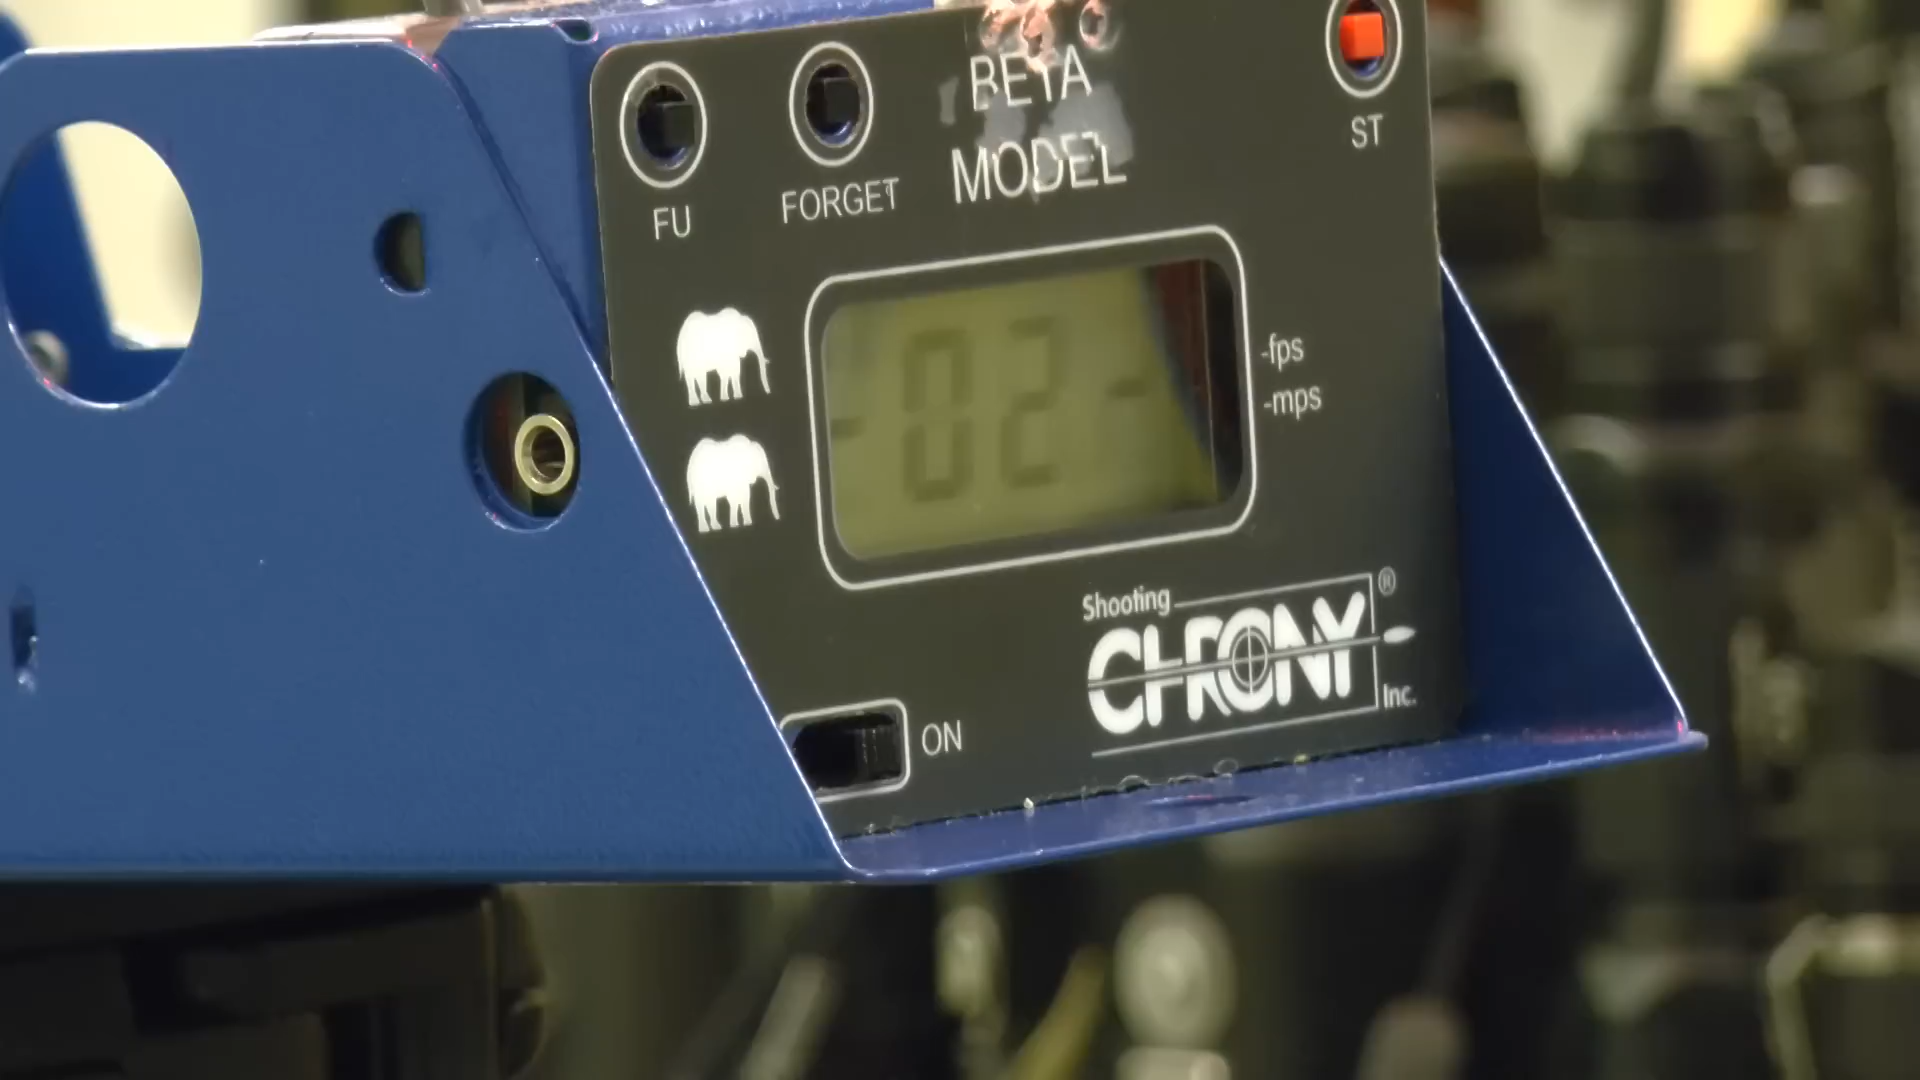 BETA
MODEL
FU
FORGET
ST
-02-
-fps
-mps
Shooting
CHRONY®
Inc.
ON